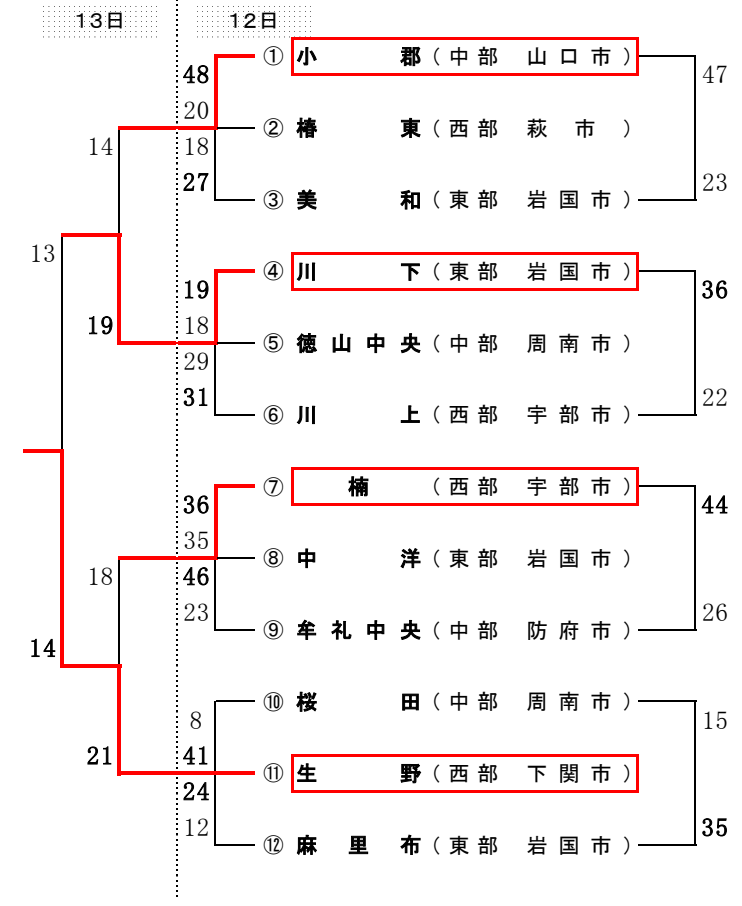 13日 12日
① 小郡（中部 山口市）
48 47
20
② 椿東（西部 萩市）
14 18
27 23
③ 美和（東部 岩国市）
13
④ 川下（東部 岩国市）
19 36
19 18
⑤ 徳山中央（中部 周南市）
29
31 22
⑥ 川上（西部 宇部市）
⑦ 楠（西部 宇部市）
36 44
35
⑧ 中洋（東部 岩国市）
18 46
23 26
⑨ 牟礼中央（中部 防府市）
14
⑩ 桜田（中部 周南市）
8 15
21 41
⑪ 生野（西部 下関市）
24
12 35
⑫ 麻里布（東部 岩国市）